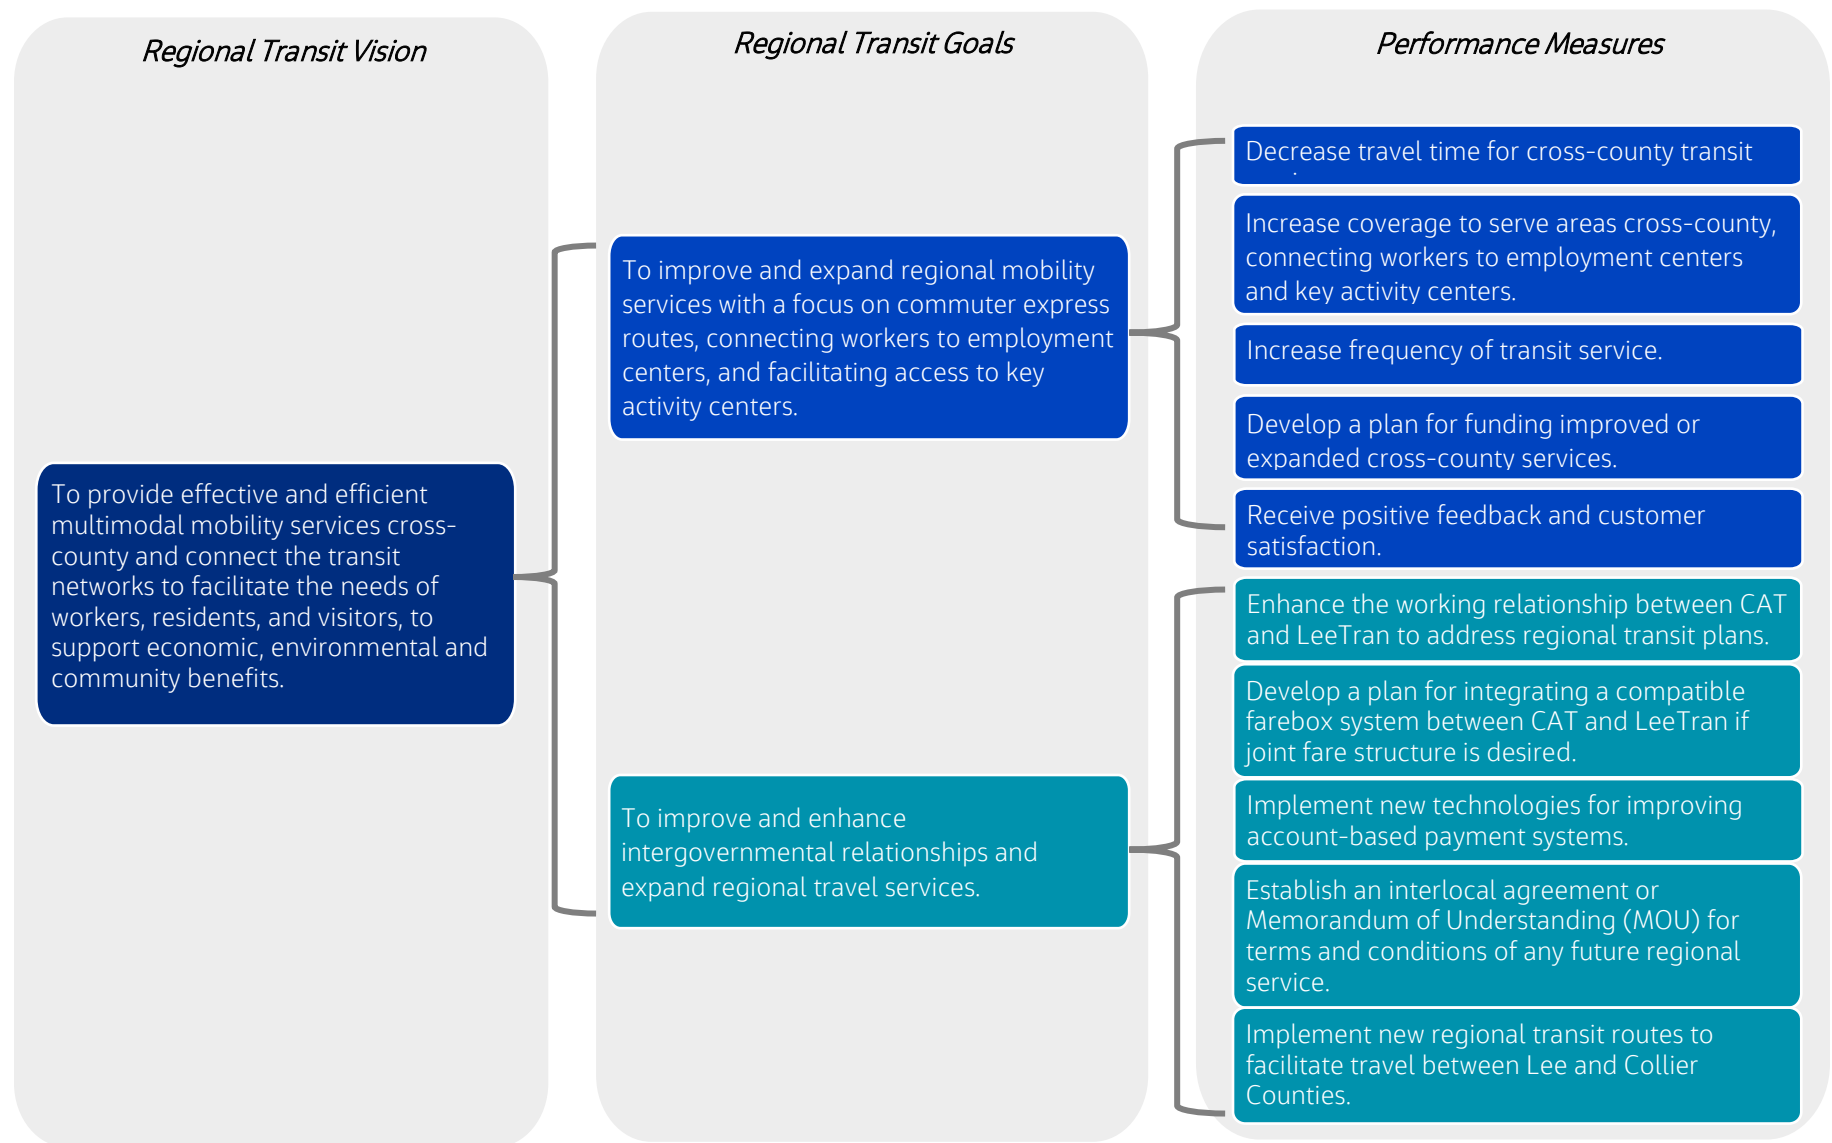 Regional Transit Vision
To provide effective and efficient
multimodal mobility services cross-
county and connect the transit
networks to facilitate the needs of
workers, residents, and visitors, to
support economic, environmental and
community benefits.
Regional Transit Goals
To improve and expand regional mobility
services with a focus on commuter express
routes, connecting workers to employment
centers, and facilitating access to key
activity centers.
To improve and enhance
intergovernmental relationships and
expand regional travel services.
Performance Measures
Decrease travel time for cross-county transit
Increase coverage to serve areas cross-county,
connecting workers to employment centers
and key activity centers.
Increase frequency of transit service.
Develop a plan for funding improved or
expanded cross-county services.
Receive positive feedback and customer
satisfaction.
Enhance the working relationship between CAT
and LeeTran to address regional transit plans.
Develop a plan for integrating a compatible
farebox system between CAT and LeeTran if
joint fare structure is desired.
Implement new technologies for improving
account-based payment systems.
Establish an interlocal agreement or
Memorandum of Understanding (MOU) for
terms and conditions of any future regional
service.
Implement new regional transit routes to
facilitate travel between Lee and Collier
Counties.